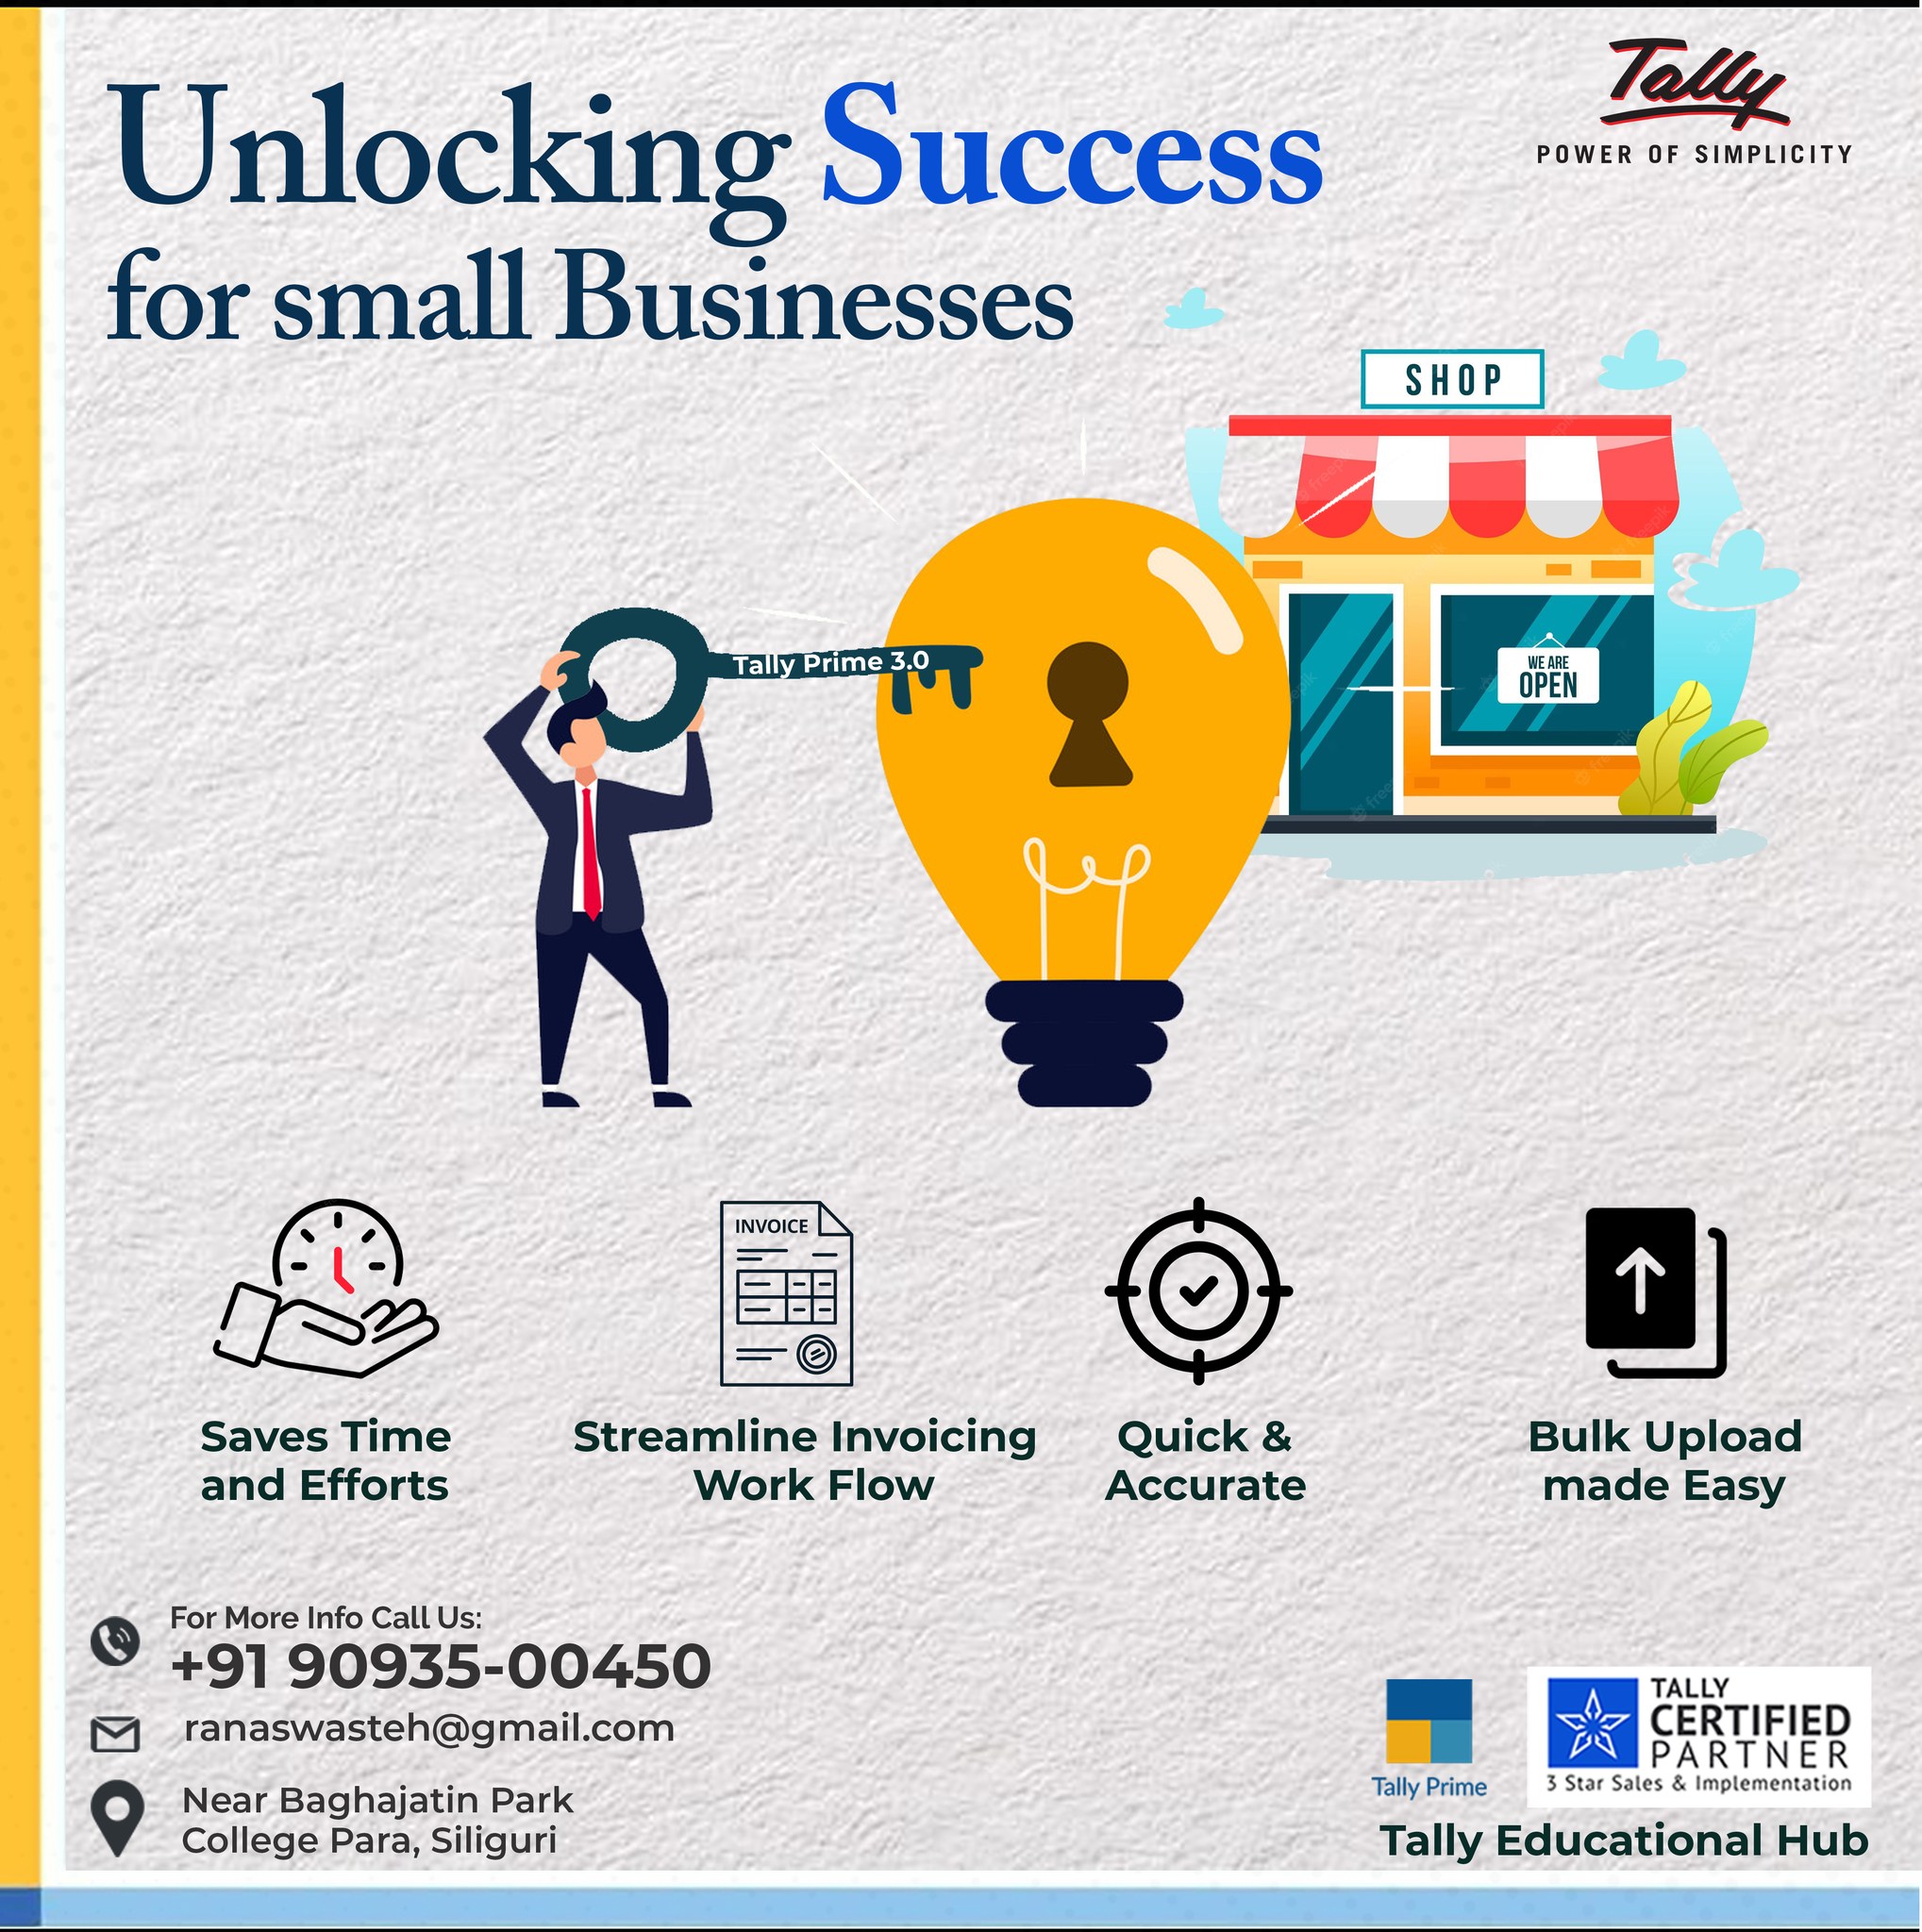 Tally
POWER OF SIMPLICITY
Unlocking Success
for small Businesses
SHOP
WE ARE
OPEN
Tally Prime 3.0
INVOICE
Saves Time
and Efforts
Streamline Invoicing
Work Flow
Quick &
Accurate
Bulk Upload
made Easy
For More Info Call Us:
+91 90935-00450
ranaswasteh@gmail.com
Near Baghajatin Park
College Para, Siliguri
Tally Prime
TALLY
CERTIFIED
PARTNER
3 Star Sales & Implementation
Tally Educational Hub